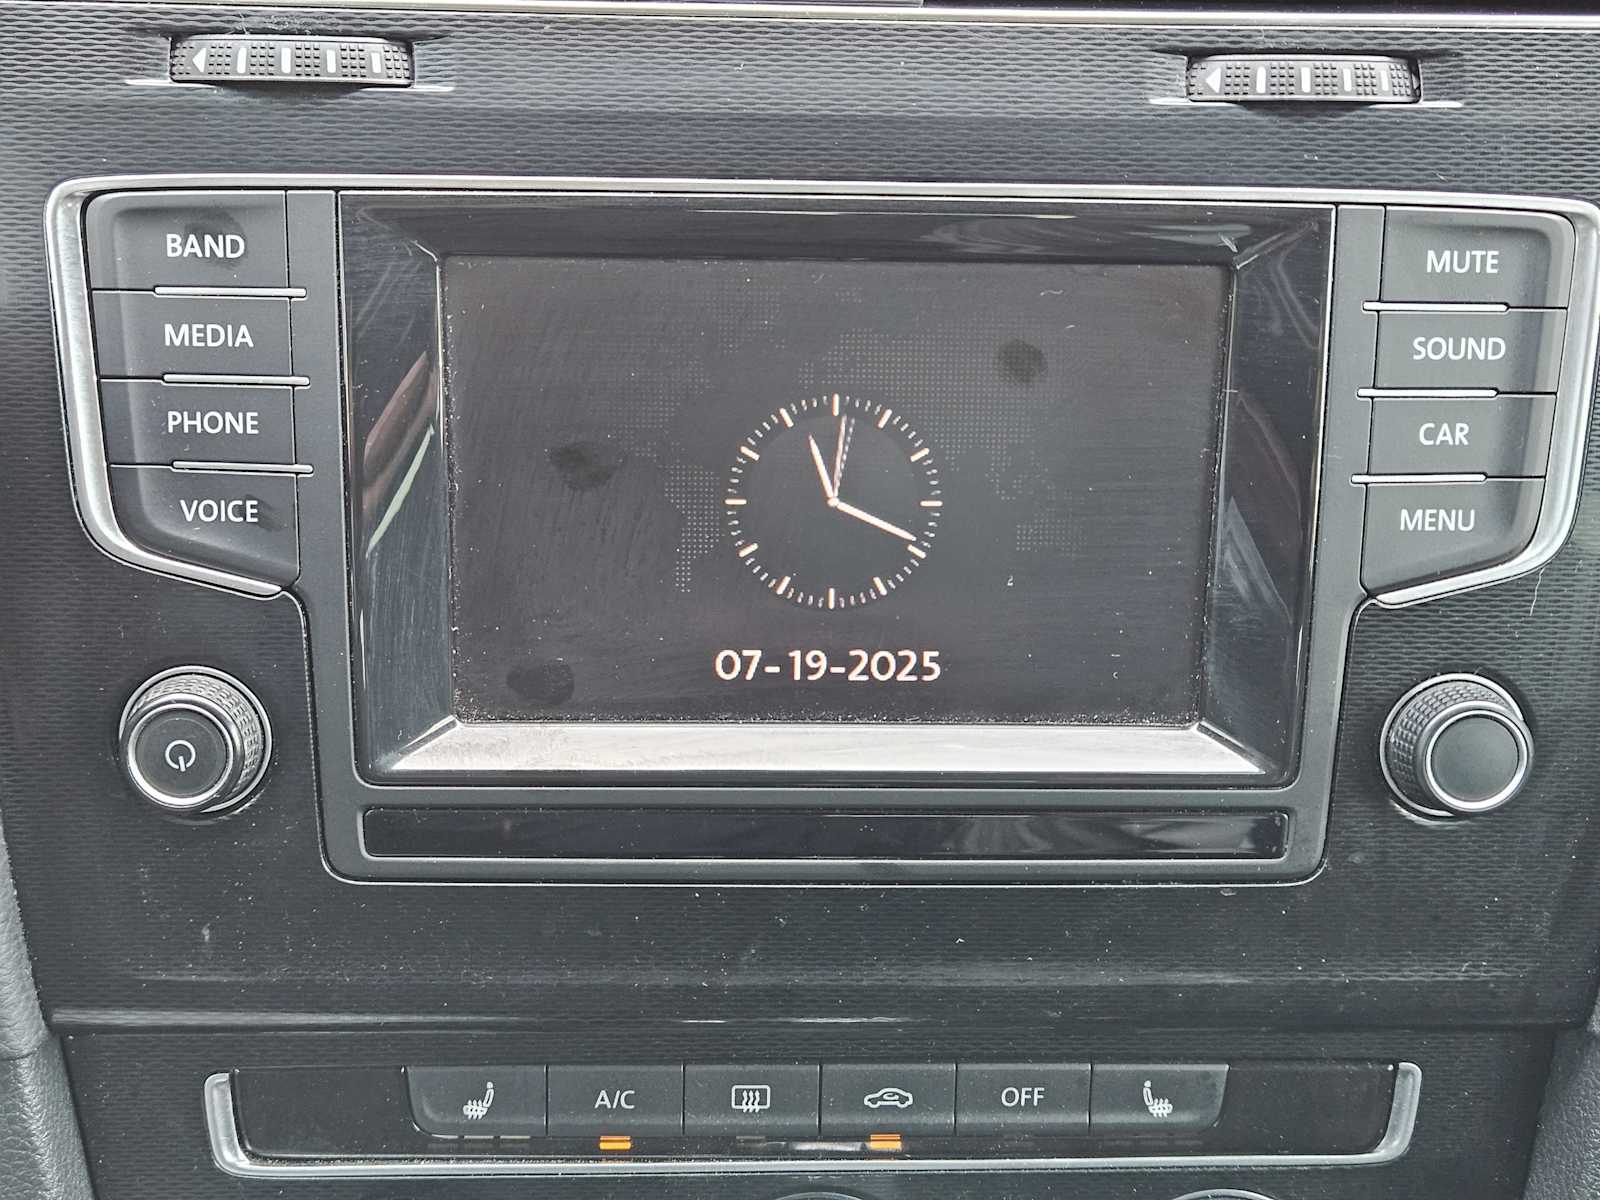 BAND
MEDIA
PHONE
VOICE
MUTE
SOUND
CAR
MENU
07-19-2025
A/C
OFF